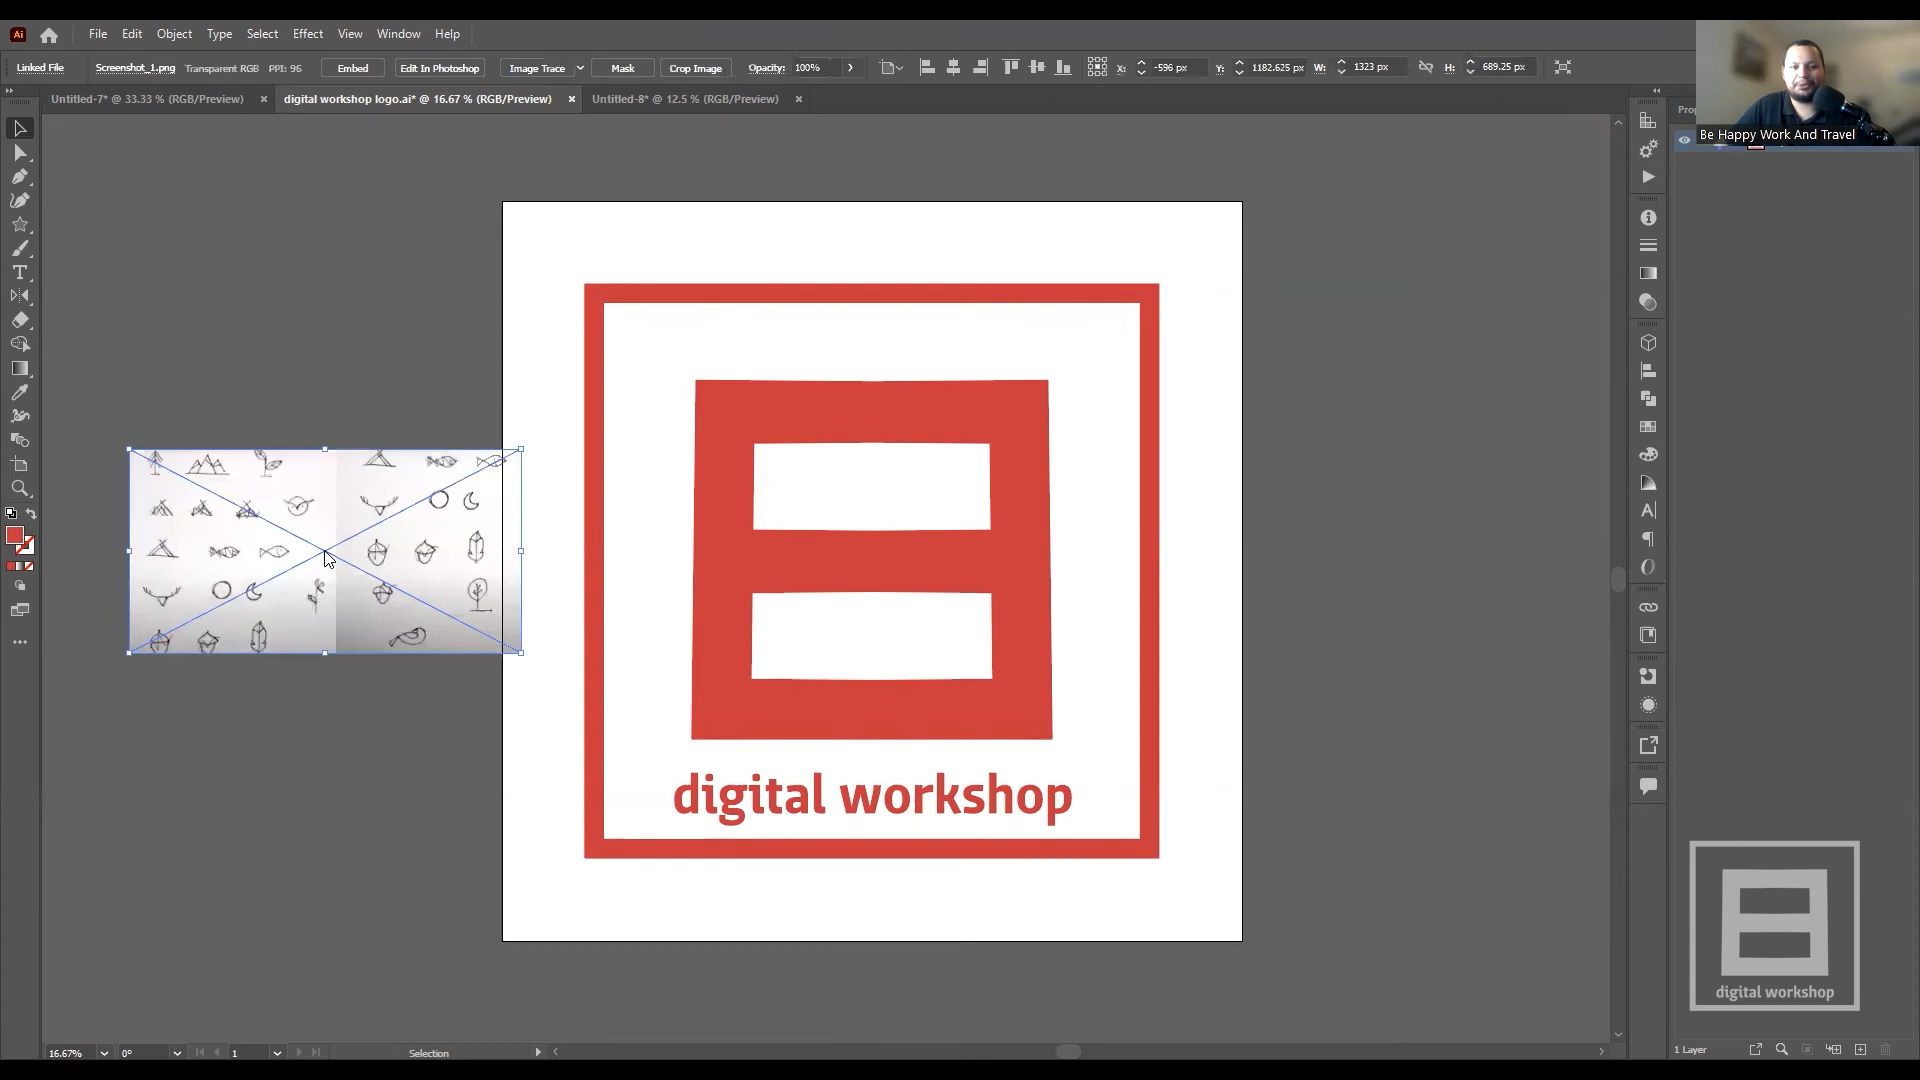 Ai File Edit Object Type Select Effect View Window Help
Linked File Screenshot_1.png Transparent RGB PPI: 96 Embed Edit In Photoshop Image Trace Mask Crop Image Opacity: 100% X: -596 px Y: 1182.625 px W: 1323 px H: 689.25 px
Untitled-7* @ 33.33 % (RGB/Preview) × digital workshop logo.ai* @ 16.67 % (RGB/Preview) × Untitled-8* @ 12.5 % (RGB/Preview) ×
Be Happy Work And Travel
digital workshop
digital workshop
16.67% 0° 1 Selection
1 Layer